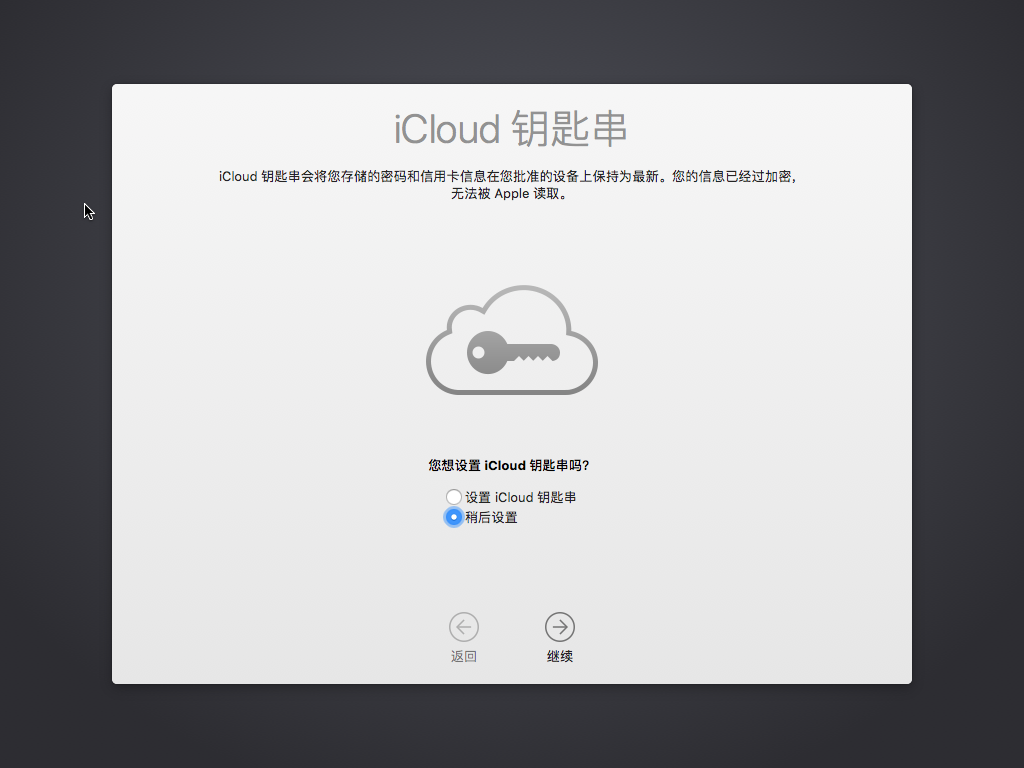 iCloud 钥匙串
iCloud 钥匙串会将您存储的密码和信用卡信息在您批准的设备上保持为最新。您的信息已经过加密,
无法被 Apple 读取。
您想设置 iCloud 钥匙串吗?
设置 iCloud 钥匙串
稍后设置
返回
继续